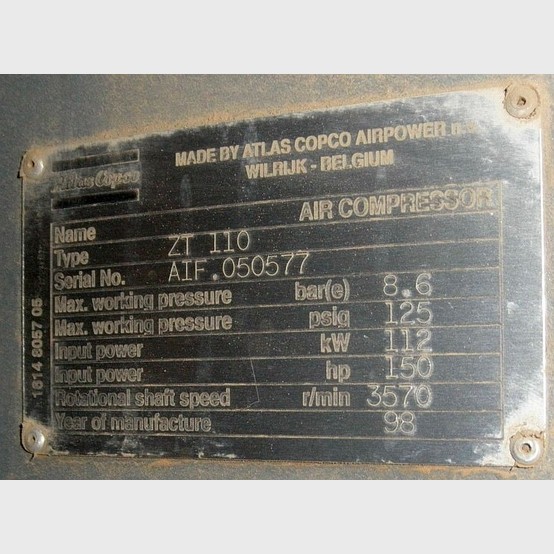 Atlas Copco
MADE BY ATLAS COPCO AIRPOWER n.v.
WILRIJK - BELGIUM
AIR COMPRESSOR
Name
Type ZT 110
Serial No. AIF.050577
Max. working pressure bar(e) 8.6
Max. working pressure psig 125
Input power kW 112
Input power hp 150
Rotational shaft speed r/min 3570
Year of manufacture 98
1614 8057 05